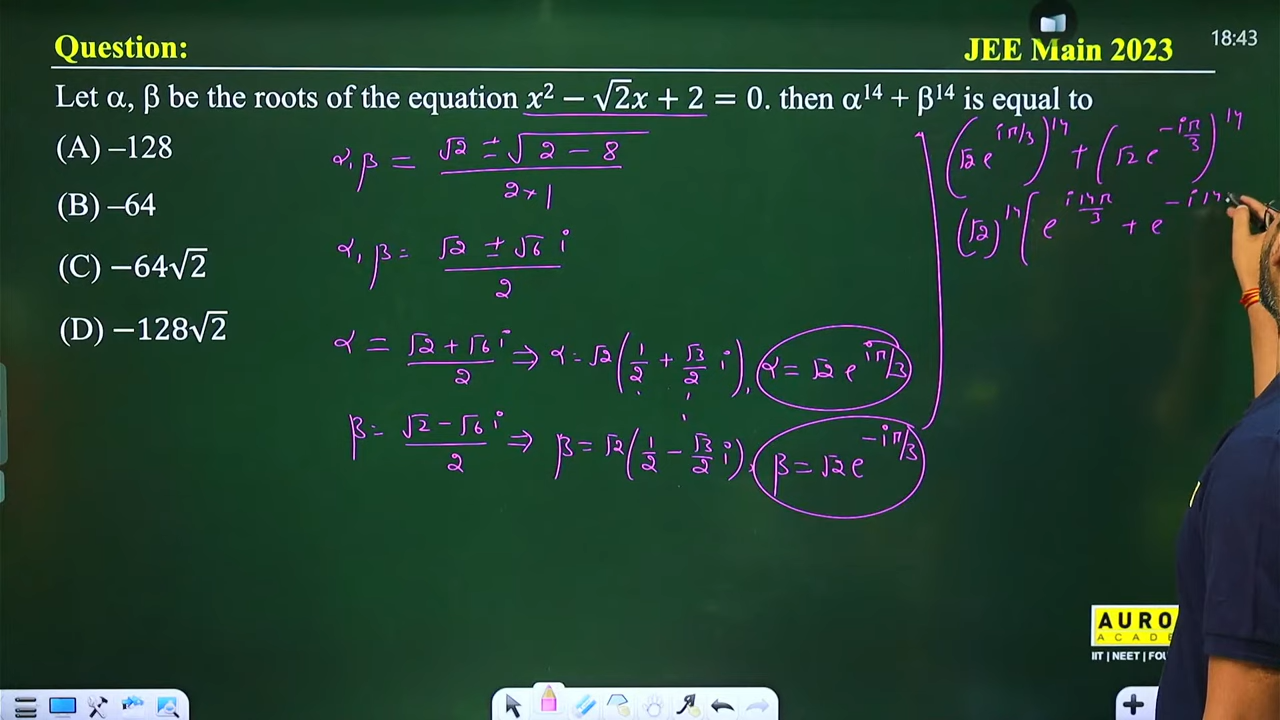 18:43
Question:
JEE Main 2023
Let α, β be the roots of the equation x² − √2x + 2 = 0. then α¹⁴ + β¹⁴ is equal to
(A) –128
(B) –64
(C) −64√2
(D) −128√2
α, β = (√2 ± √(2 − 8)) / (2×1)
α, β = (√2 ± √6 i) / 2
α = (√2 + √6 i) / 2 ⇒ α = √2(1/2 + √3/2 i), α = √2 e^(iπ/3)
β = (√2 − √6 i) / 2 ⇒ β = √2(1/2 − √3/2 i), β = √2 e^(−iπ/3)
(√2 e^(iπ/3))¹⁴ + (√2 e^(−iπ/3))¹⁴
(√2)¹⁴ ( e^(i14π/3) + e^(−i14
AURO
ACADE
IIT | NEET | FOU